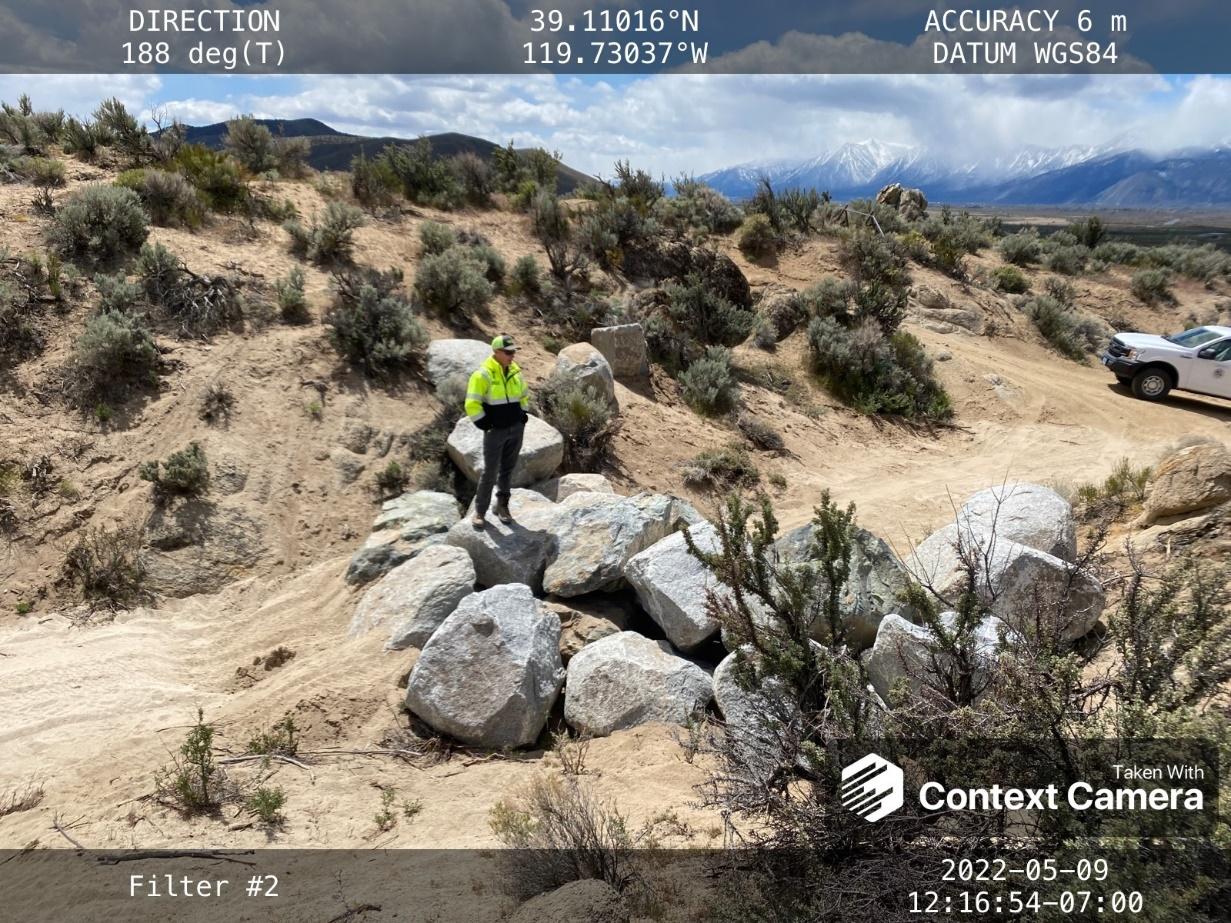 DIRECTION
188 deg(T)
39.11016°N
119.73037°W
ACCURACY 6 m
DATUM WGS84
Taken With
Context Camera
Filter #2
2022-05-09
12:16:54-07:00